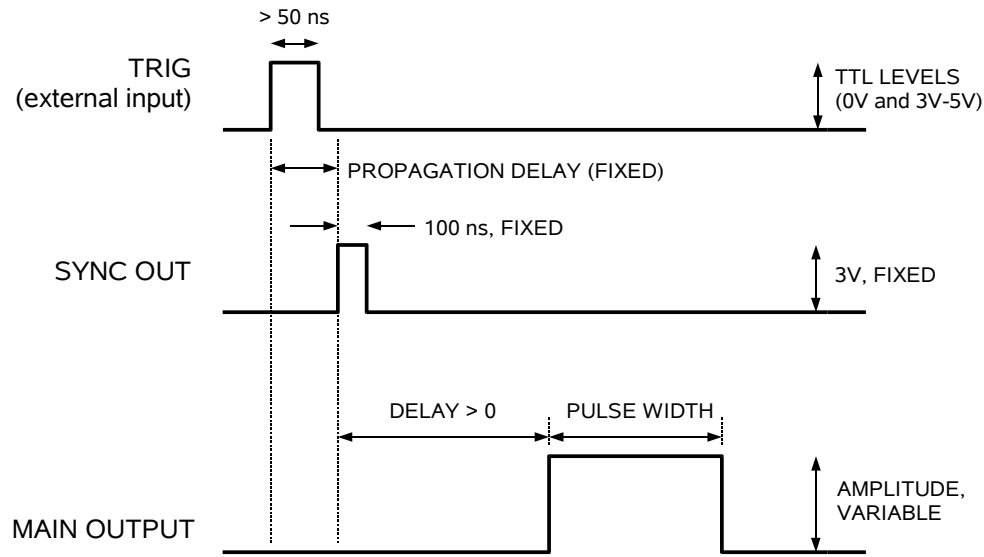 > 50 ns
TRIG
(external input)
TTL LEVELS
(0V and 3V-5V)
PROPAGATION DELAY (FIXED)
100 ns, FIXED
SYNC OUT
3V, FIXED
DELAY > 0
PULSE WIDTH
AMPLITUDE,
VARIABLE
MAIN OUTPUT